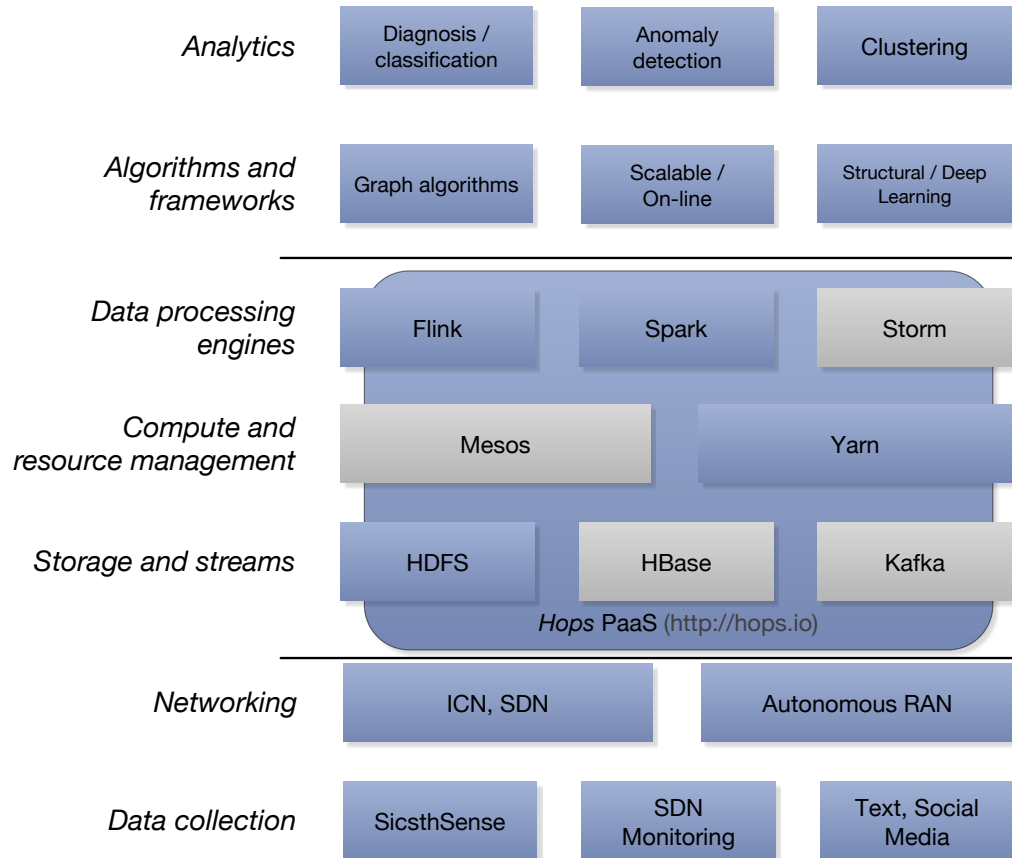 Analytics
Diagnosis /
classification
Anomaly
detection
Clustering
Algorithms and
frameworks
Graph algorithms
Scalable /
On-line
Structural / Deep
Learning
Data processing
engines
Flink
Spark
Storm
Compute and
resource management
Mesos
Yarn
Storage and streams
HDFS
HBase
Kafka
Hops PaaS (http://hops.io)
Networking
ICN, SDN
Autonomous RAN
Data collection
SicsthSense
SDN
Monitoring
Text, Social
Media